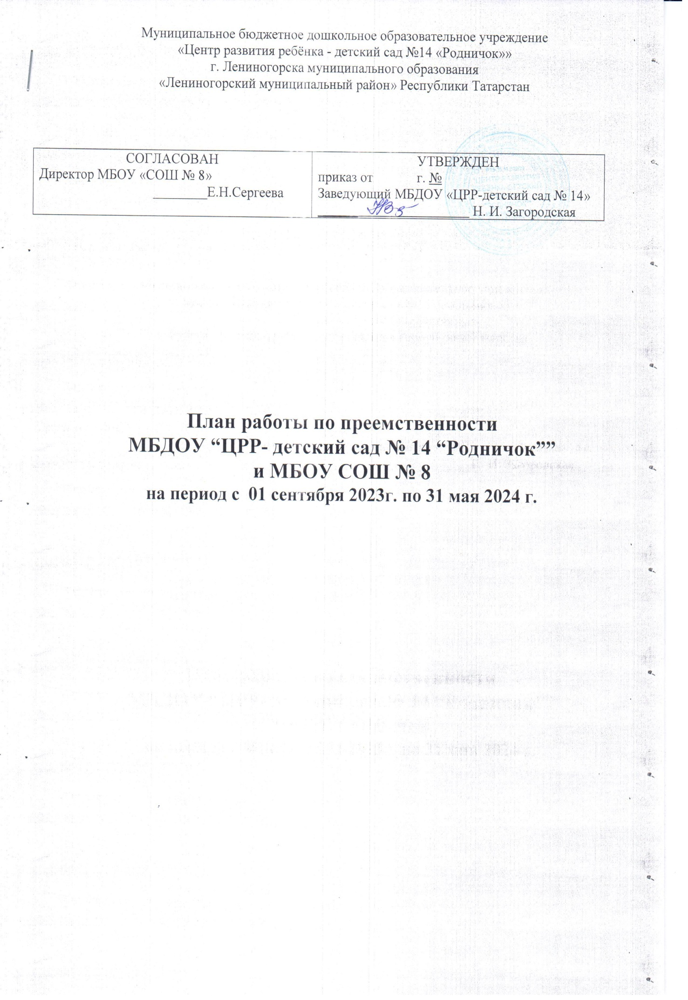 Муниципальное бюджетное дошкольное образовательное учреждение
«Центр развития ребёнка - детский сад №14 «Родничок»»
г. Лениногорска муниципального образования
«Лениногорский муниципальный район» Республики Татарстан
СОГЛАСОВАН
Директор МБОУ «СОШ № 8»
________Е.Н.Сергеева
УТВЕРЖДЕН
приказ от г. №
Заведующий МБДОУ «ЦРР-детский сад № 14»
______________________ Н. И. Загородская
План работы по преемственности
МБДОУ “ЦРР- детский сад № 14 “Родничок””
и МБОУ СОШ № 8
на период с 01 сентября 2023г. по 31 мая 2024 г.